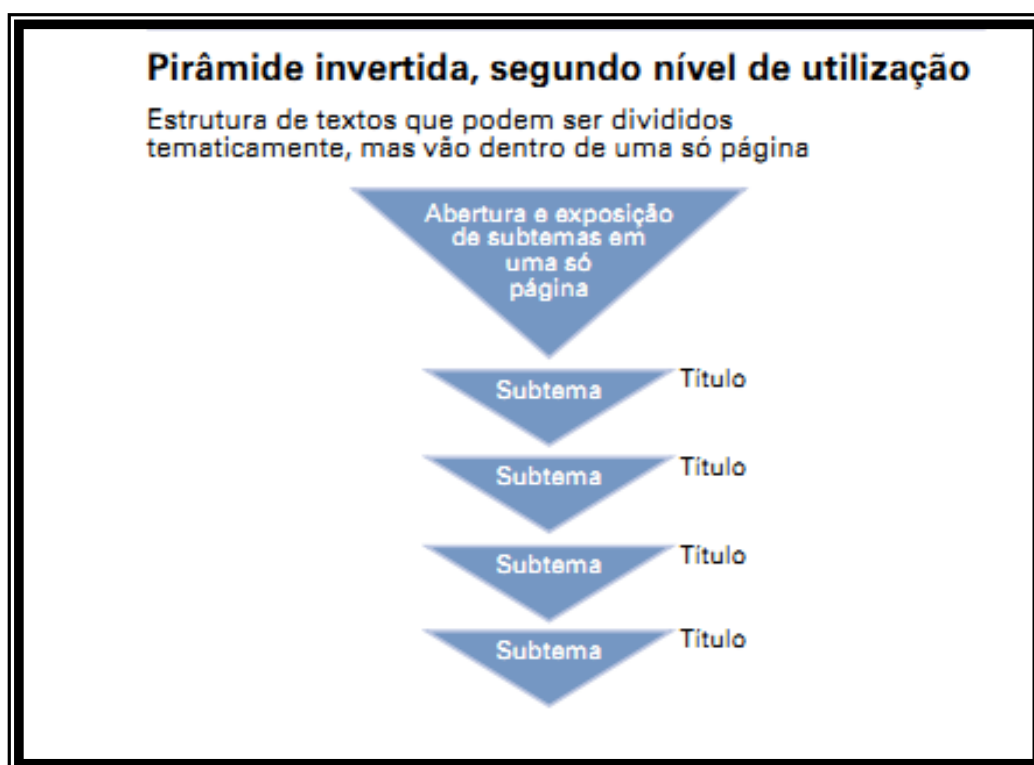 Pirâmide invertida, segundo nível de utilização
Estrutura de textos que podem ser divididos
tematicamente, mas vão dentro de uma só página
Abertura e exposição
de subtemas em
uma só
página
Subtema
Título
Subtema
Título
Subtema
Título
Subtema
Título